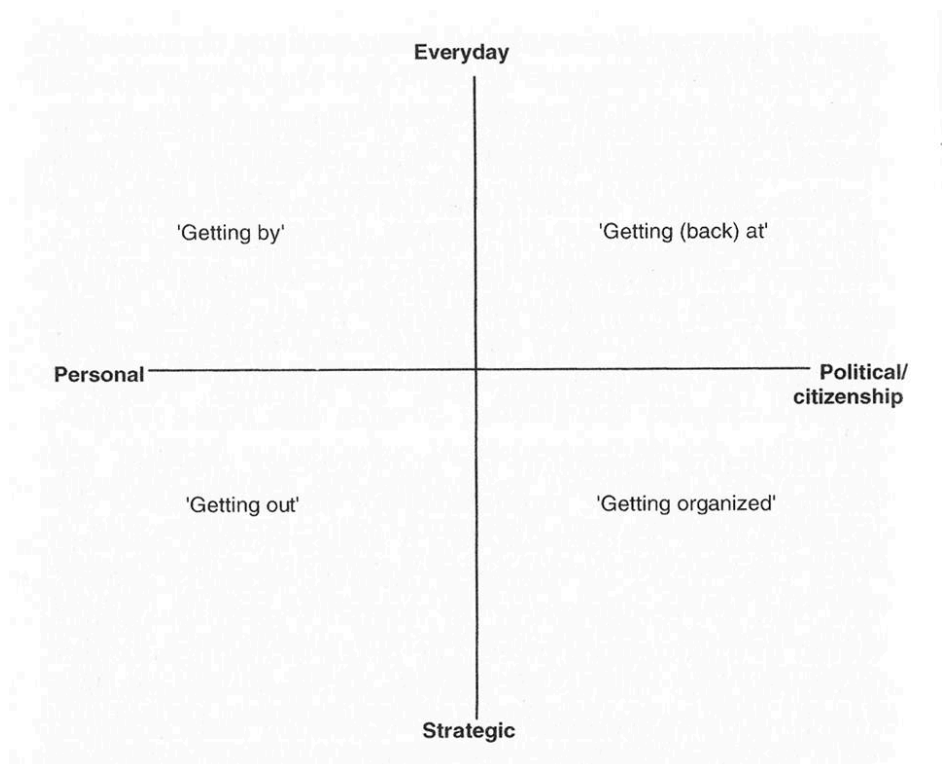 Everyday
'Getting by'
'Getting (back) at'
Personal
Political/
citizenship
'Getting out'
'Getting organized'
Strategic